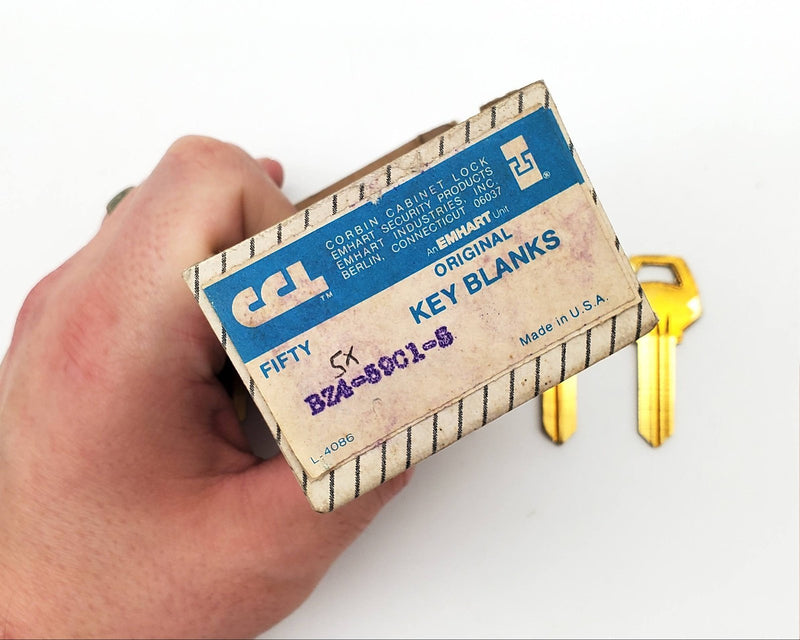 CCL™
CORBIN CABINET LOCK
EMHART SECURITY PRODUCTS
EMHART INDUSTRIES, INC.
BERLIN, CONNECTICUT 06037
An EMHART Unit
®
ORIGINAL
KEY BLANKS
FIFTY
5X
Made in U.S.A.
L-4086